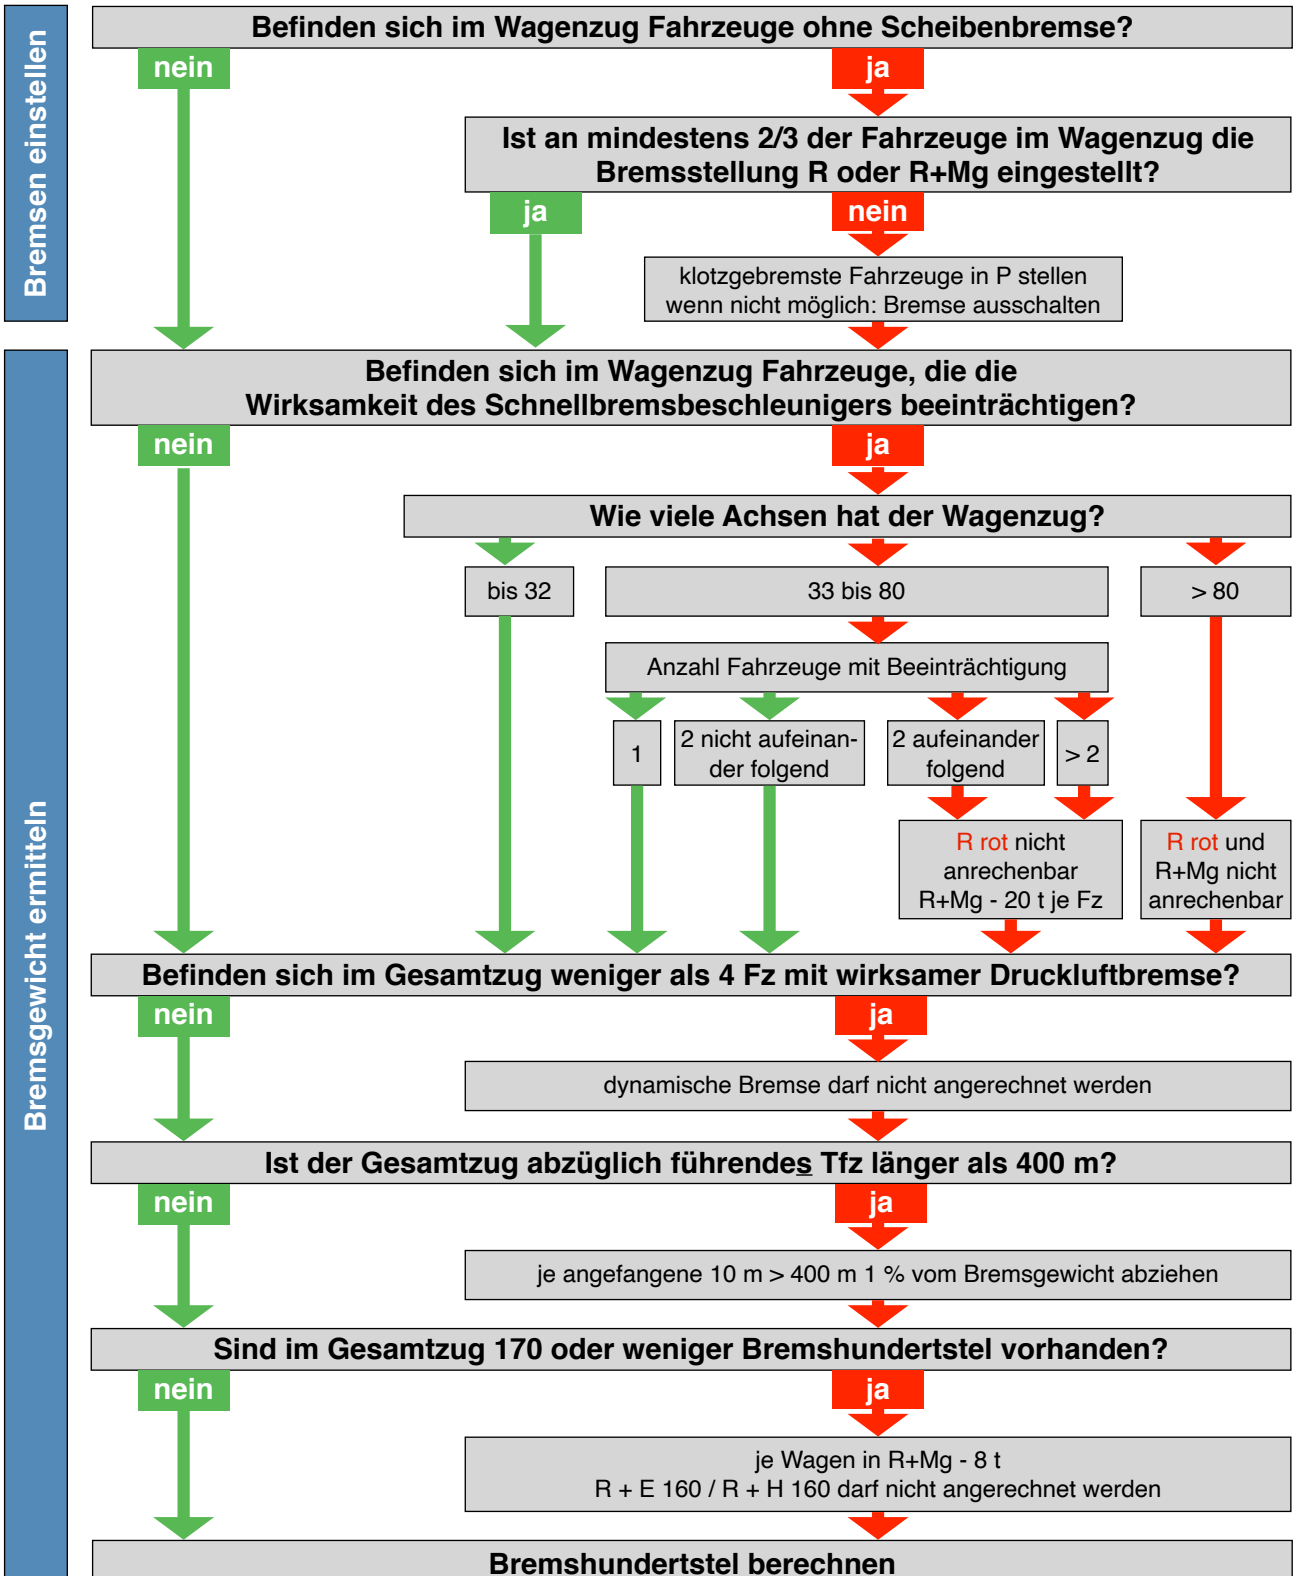 Bremsen einstellen
Befinden sich im Wagenzug Fahrzeuge ohne Scheibenbremse?
nein
ja
Ist an mindestens 2/3 der Fahrzeuge im Wagenzug die
Bremsstellung R oder R+Mg eingestellt?
ja
nein
klotzgebremste Fahrzeuge in P stellen
wenn nicht möglich: Bremse ausschalten
Bremsgewicht ermitteln
Befinden sich im Wagenzug Fahrzeuge, die die
Wirksamkeit des Schnellbremsbeschleunigers beeinträchtigen?
nein
ja
Wie viele Achsen hat der Wagenzug?
bis 32
33 bis 80
> 80
Anzahl Fahrzeuge mit Beeinträchtigung
1
2 nicht aufeinan-
der folgend
2 aufeinander
folgend
> 2
R rot nicht
anrechenbar
R+Mg - 20 t je Fz
R rot und
R+Mg nicht
anrechenbar
Befinden sich im Gesamtzug weniger als 4 Fz mit wirksamer Druckluftbremse?
nein
ja
dynamische Bremse darf nicht angerechnet werden
Ist der Gesamtzug abzüglich führendes Tfz länger als 400 m?
nein
ja
je angefangene 10 m > 400 m 1 % vom Bremsgewicht abziehen
Sind im Gesamtzug 170 oder weniger Bremshundertstel vorhanden?
nein
ja
je Wagen in R+Mg - 8 t
R + E 160 / R + H 160 darf nicht angerechnet werden
Bremshundertstel berechnen